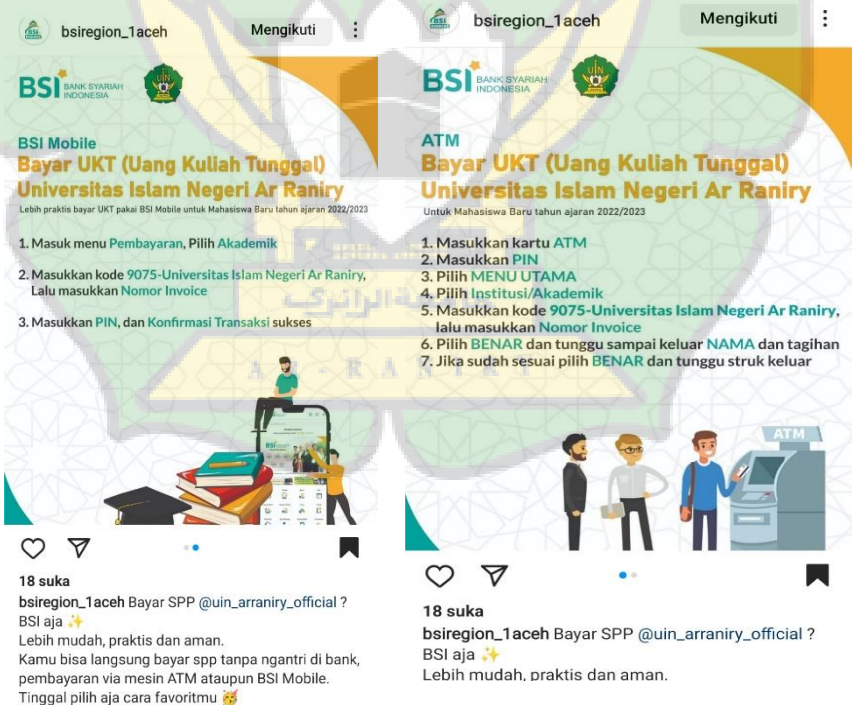 bsiregion_1aceh
Mengikuti
BSI BANK SYARIAH
INDONESIA
UIN
BSI Mobile
Bayar UKT (Uang Kuliah Tunggal)
Universitas Islam Negeri Ar Raniry
Lebih praktis bayar UKT pakai BSI Mobile untuk Mahasiswa Baru tahun ajaran 2022/2023
1. Masuk menu Pembayaran, Pilih Akademik
2. Masukkan kode 9075-Universitas Islam Negeri Ar Raniry,
Lalu masukkan Nomor Invoice
3. Masukkan PIN, dan Konfirmasi Transaksi sukses
18 suka
bsiregion_1aceh Bayar SPP @uin_arraniry_official ?
BSI aja ✨
Lebih mudah, praktis dan aman.
Kamu bisa langsung bayar spp tanpa ngantri di bank,
pembayaran via mesin ATM ataupun BSI Mobile.
Tinggal pilih aja cara favoritmu 🥳
bsiregion_1aceh
Mengikuti
BSI BANK SYARIAH
INDONESIA
UIN
ATM
Bayar UKT (Uang Kuliah Tunggal)
Universitas Islam Negeri Ar Raniry
Untuk Mahasiswa Baru tahun ajaran 2022/2023
1. Masukkan kartu ATM
2. Masukkan PIN
3. Pilih MENU UTAMA
4. Pilih Institusi/Akademik
5. Masukkan kode 9075-Universitas Islam Negeri Ar Raniry,
lalu masukkan Nomor Invoice
6. Pilih BENAR dan tunggu sampai keluar NAMA dan tagihan
7. Jika sudah sesuai pilih BENAR dan tunggu struk keluar
ATM
18 suka
bsiregion_1aceh Bayar SPP @uin_arraniry_official ?
BSI aja ✨
Lebih mudah, praktis dan aman.
جامعة الرانري
AR-RANIRY